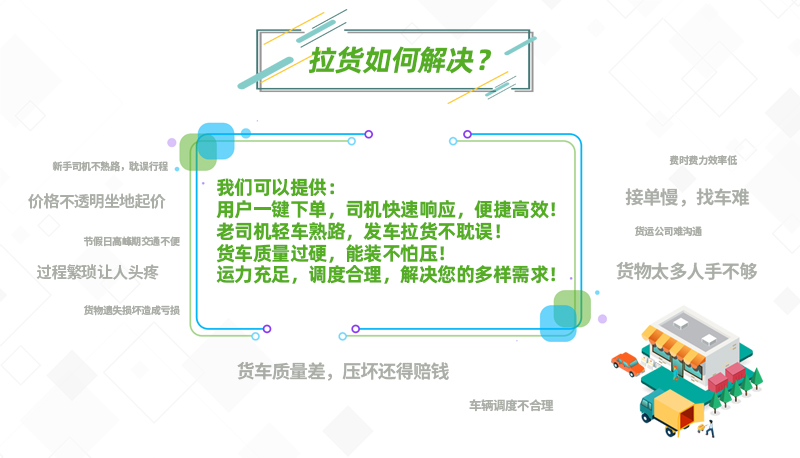 拉货如何解决？
新手司机不熟路，耽误行程
价格不透明坐地起价
节假日高峰期交通不便
过程繁琐让人头疼
货物遗失损坏造成亏损
我们可以提供：
用户一键下单，司机快速响应，便捷高效！
老司机轻车熟路，发车拉货不耽误！
货车质量过硬，能装不怕压！
运力充足，调度合理，解决您的多样需求！
费时费力效率低
接单慢，找车难
货运公司难沟通
货物太多人手不够
货车质量差，压坏还得赔钱
车辆调度不合理